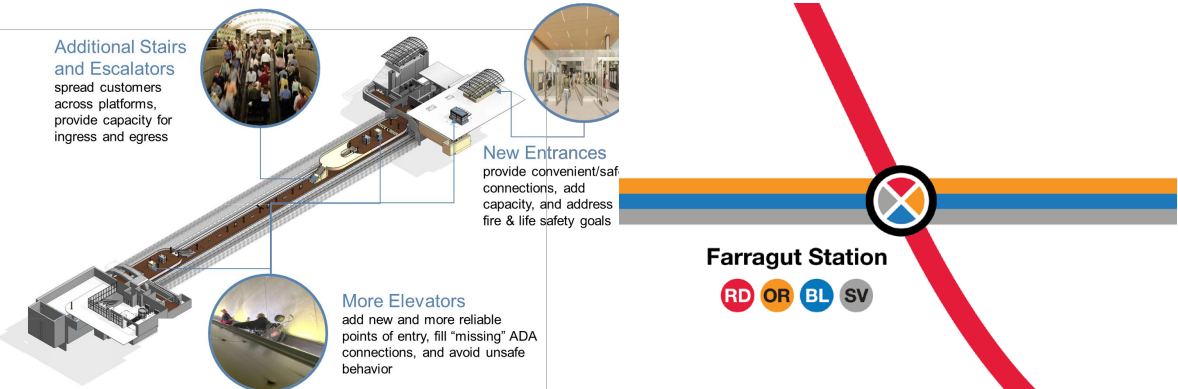 Additional Stairs
and Escalators
spread customers
across platforms,
provide capacity for
ingress and egress
New Entrances
provide convenient/saf
connections, add
capacity, and address
fire & life safety goals
More Elevators
add new and more reliable
points of entry, fill “missing” ADA
connections, and avoid unsafe
behavior
Farragut Station
RD OR BL SV